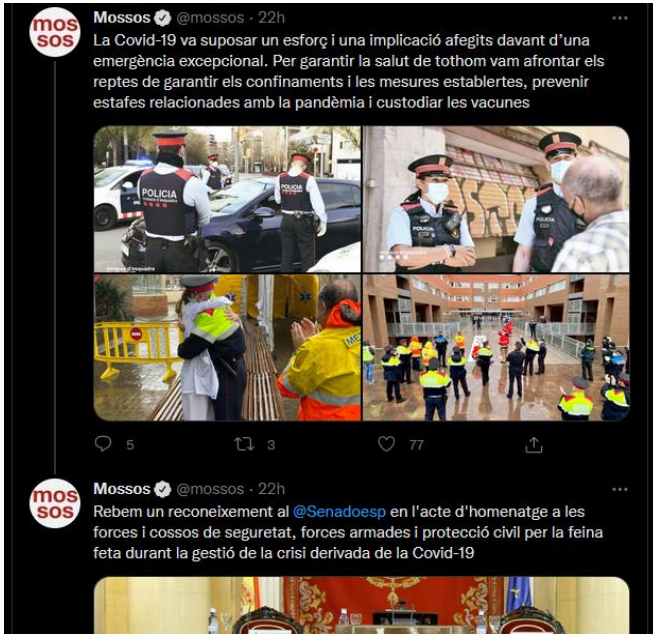 mos
sos
Mossos @mossos · 22h
La Covid-19 va suposar un esforç i una implicació afegits davant d'una
emergència excepcional. Per garantir la salut de tothom vam afrontar els
reptes de garantir els confinaments i les mesures establertes, prevenir
estafes relacionades amb la pandèmia i custodiar les vacunes
POLICIA
POLICIA
POLICIA
POLICIA
5
3
77
mos
sos
Mossos @mossos · 22h
Rebem un reconeixement al @Senadoesp en l'acte d'homenatge a les
forces i cossos de seguretat, forces armades i protecció civil per la feina
feta durant la gestió de la crisi derivada de la Covid-19